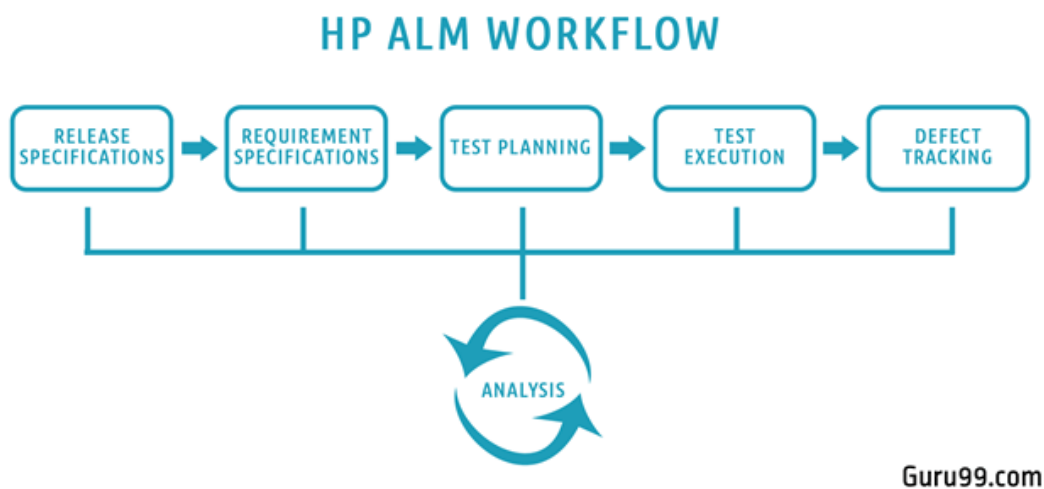 HP ALM WORKFLOW
RELEASE
SPECIFICATIONS
REQUIREMENT
SPECIFICATIONS
TEST PLANNING
TEST
EXECUTION
DEFECT
TRACKING
ANALYSIS
Guru99.com